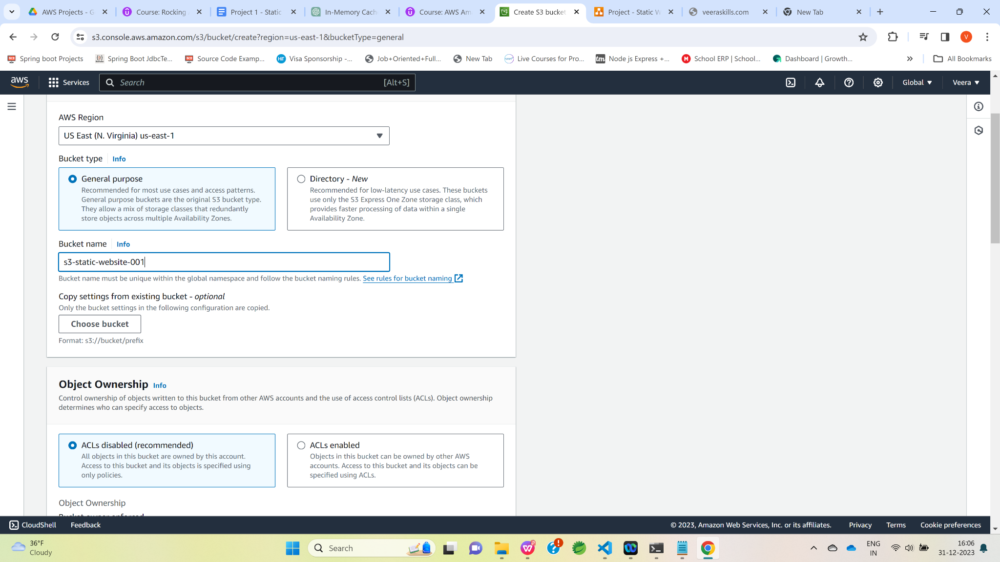 AWS Projects - G
Course: Rocking
Project 1 - Static
In-Memory Cach
Course: AWS Am
Create S3 bucket
Project - Static W
veeraskills.com
New Tab
s3.console.aws.amazon.com/s3/bucket/create?region=us-east-1&bucketType=general
V
Spring boot Projects
Spring Boot JdbcTe...
Source Code Examp...
Visa Sponsorship -...
Job+Oriented+Full...
New Tab
Live Courses for Pro...
Node js Express +...
School ERP | School...
Dashboard | Growth...
All Bookmarks
aws
Services
Search
[Alt+S]
Global
Veera
AWS Region
US East (N. Virginia) us-east-1
Bucket type Info
General purpose
Recommended for most use cases and access patterns.
General purpose buckets are the original S3 bucket type.
They allow a mix of storage classes that redundantly
store objects across multiple Availability Zones.
Directory - New
Recommended for low-latency use cases. These buckets
use only the S3 Express One Zone storage class, which
provides faster processing of data within a single
Availability Zone.
Bucket name Info
s3-static-website-001
Bucket name must be unique within the global namespace and follow the bucket naming rules. See rules for bucket naming
Copy settings from existing bucket - optional
Only the bucket settings in the following configuration are copied.
Choose bucket
Format: s3://bucket/prefix
Object Ownership Info
Control ownership of objects written to this bucket from other AWS accounts and the use of access control lists (ACLs). Object ownership
determines who can specify access to objects.
ACLs disabled (recommended)
All objects in this bucket are owned by this account.
Access to this bucket and its objects is specified using
only policies.
ACLs enabled
Objects in this bucket can be owned by other AWS
accounts. Access to this bucket and its objects can be
specified using ACLs.
Object Ownership
Bucket owner enforced
CloudShell
Feedback
© 2023, Amazon Web Services, Inc. or its affiliates.
Privacy
Terms
Cookie preferences
36°F
Cloudy
Search
ENG
IN
16:06
31-12-2023